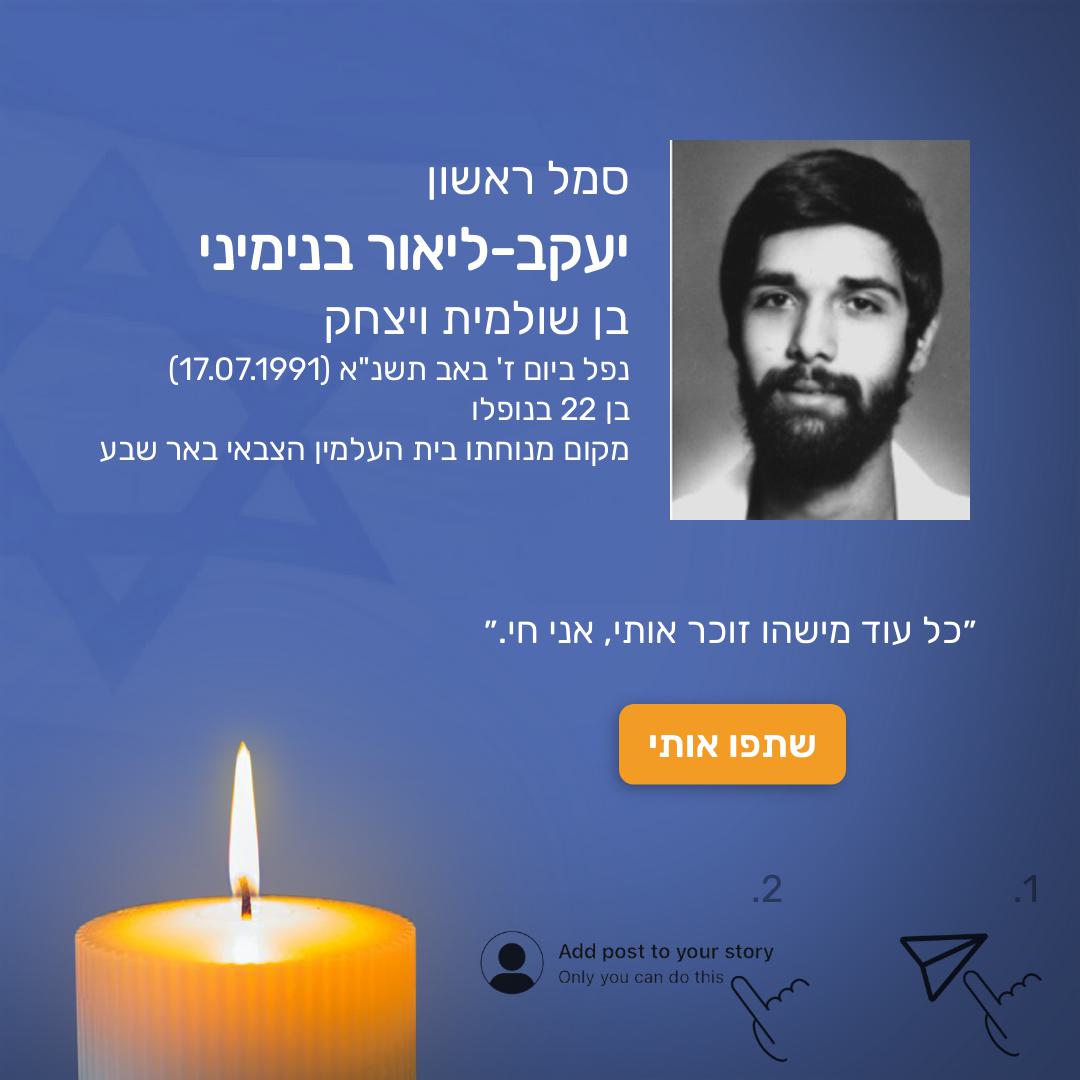 סמל ראשון
יעקב-ליאור בנימיני
בן שולמית ויצחק
נפל ביום ז' באב תשנ"א (17.07.1991)
בן 22 בנופלו
מקום מנוחתו בית העלמין הצבאי באר שבע
״כל עוד מישהו זוכר אותי, אני חי.״
שתפו אותי
1.
2.
Add post to your story
Only you can do this